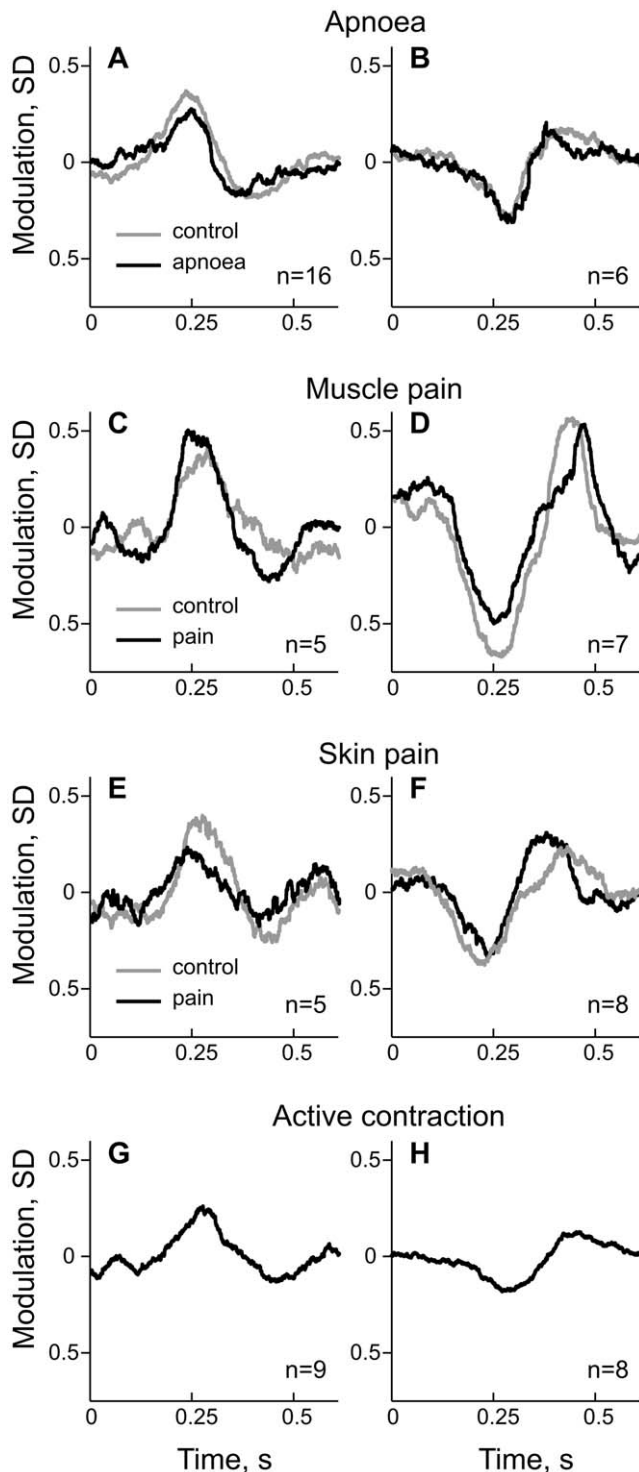 Apnoea
A
B
Modulation, SD
0.5
0
0.5
control
apnoea
n=16
0
0.25
0.5
0.5
0
0.5
n=6
0
0.25
0.5
Muscle pain
C
D
Modulation, SD
0.5
0
0.5
control
pain
n=5
0
0.25
0.5
0.5
0
0.5
n=7
0
0.25
0.5
Skin pain
E
F
Modulation, SD
0.5
0
0.5
control
pain
n=5
0
0.25
0.5
0.5
0
0.5
n=8
0
0.25
0.5
Active contraction
G
H
Modulation, SD
0.5
0
0.5
n=9
0
0.25
0.5
Time, s
0.5
0
0.5
n=8
0
0.25
0.5
Time, s